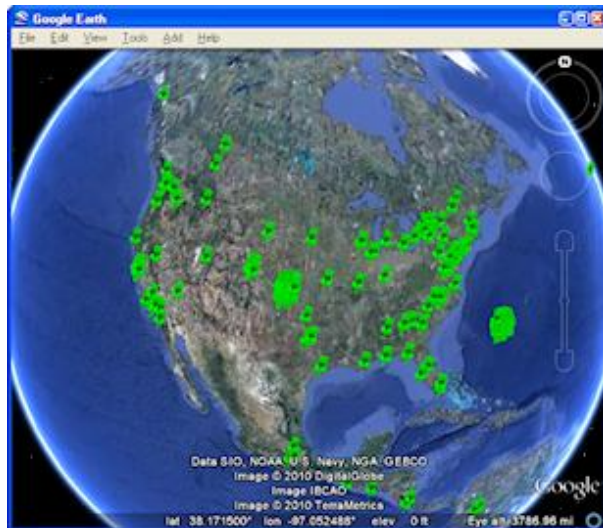 Google Earth
File Edit View Tools Add Help
N
Data SIO, NOAA, U.S. Navy, NGA, GEBCO
Image © 2010 DigitalGlobe
Image IBCAO
Image © 2010 TerraMetrics
Google
lat 38.171500° lon -97.052488° elev 0 ft Eye alt 3786.96 mi